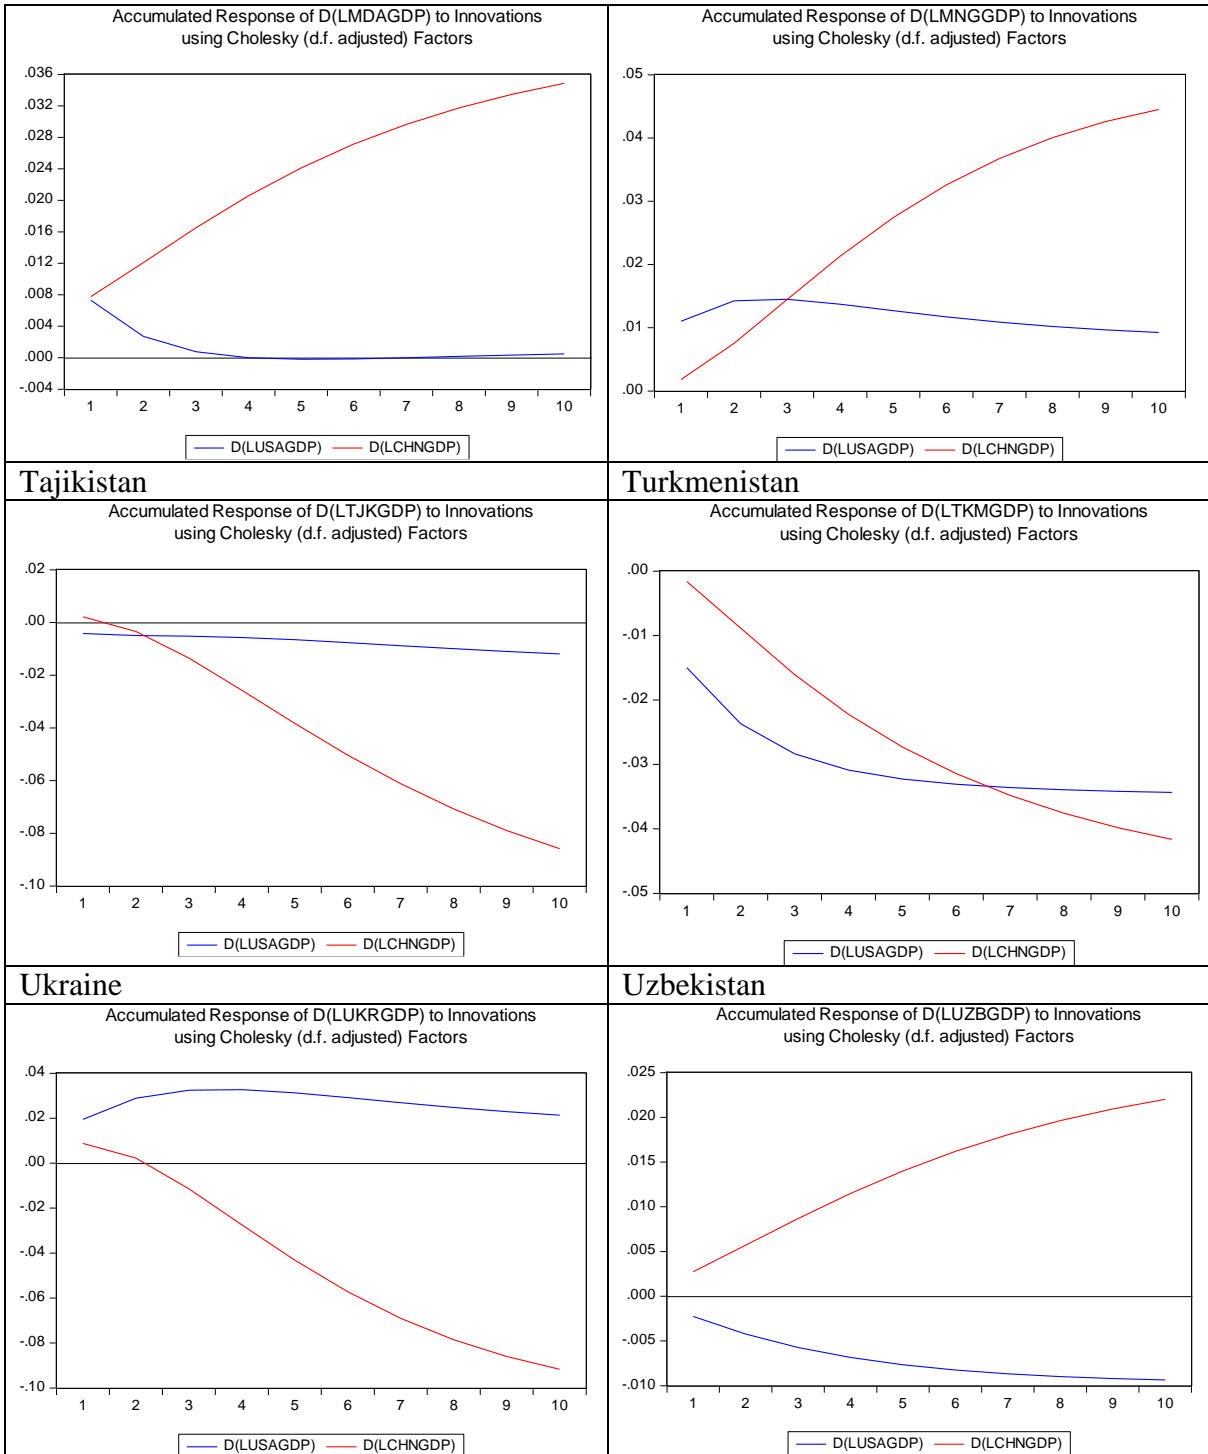 Accumulated Response of D(LMDAGDP) to Innovations
using Cholesky (d.f. adjusted) Factors
.036
.032
.028
.024
.020
.016
.012
.008
.004
.000
-.004
1 2 3 4 5 6 7 8 9 10
D(LUSAGDP) D(LCHNGDP)
Accumulated Response of D(LMNGGDP) to Innovations
using Cholesky (d.f. adjusted) Factors
.05
.04
.03
.02
.01
.00
1 2 3 4 5 6 7 8 9 10
D(LUSAGDP) D(LCHNGDP)
Tajikistan
Accumulated Response of D(LTJKGDP) to Innovations
using Cholesky (d.f. adjusted) Factors
.02
.00
-.02
-.04
-.06
-.08
-.10
1 2 3 4 5 6 7 8 9 10
D(LUSAGDP) D(LCHNGDP)
Turkmenistan
Accumulated Response of D(LTKMGDP) to Innovations
using Cholesky (d.f. adjusted) Factors
.00
-.01
-.02
-.03
-.04
-.05
1 2 3 4 5 6 7 8 9 10
D(LUSAGDP) D(LCHNGDP)
Ukraine
Accumulated Response of D(LUKRGDP) to Innovations
using Cholesky (d.f. adjusted) Factors
.04
.02
.00
-.02
-.04
-.06
-.08
-.10
1 2 3 4 5 6 7 8 9 10
D(LUSAGDP) D(LCHNGDP)
Uzbekistan
Accumulated Response of D(LUZBGDP) to Innovations
using Cholesky (d.f. adjusted) Factors
.025
.020
.015
.010
.005
.000
-.005
-.010
1 2 3 4 5 6 7 8 9 10
D(LUSAGDP) D(LCHNGDP)